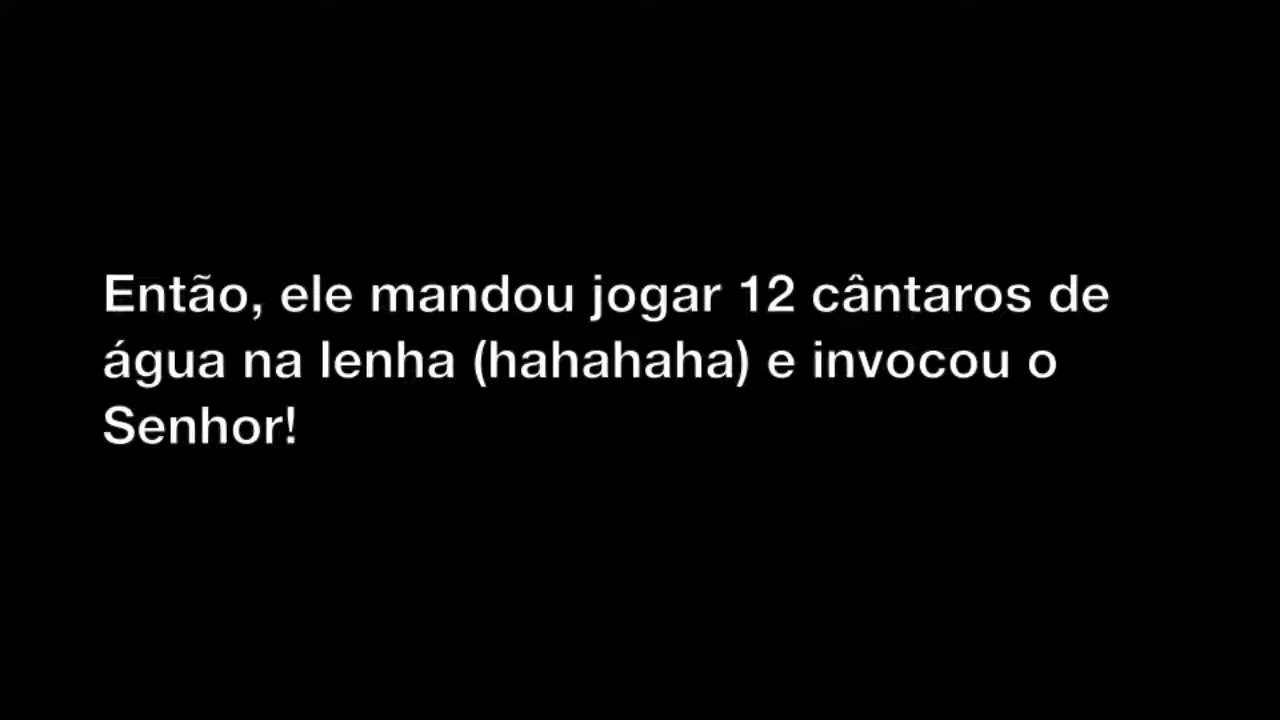 Então, ele mandou jogar 12 cântaros de
água na lenha (hahahaha) e invocou o
Senhor!